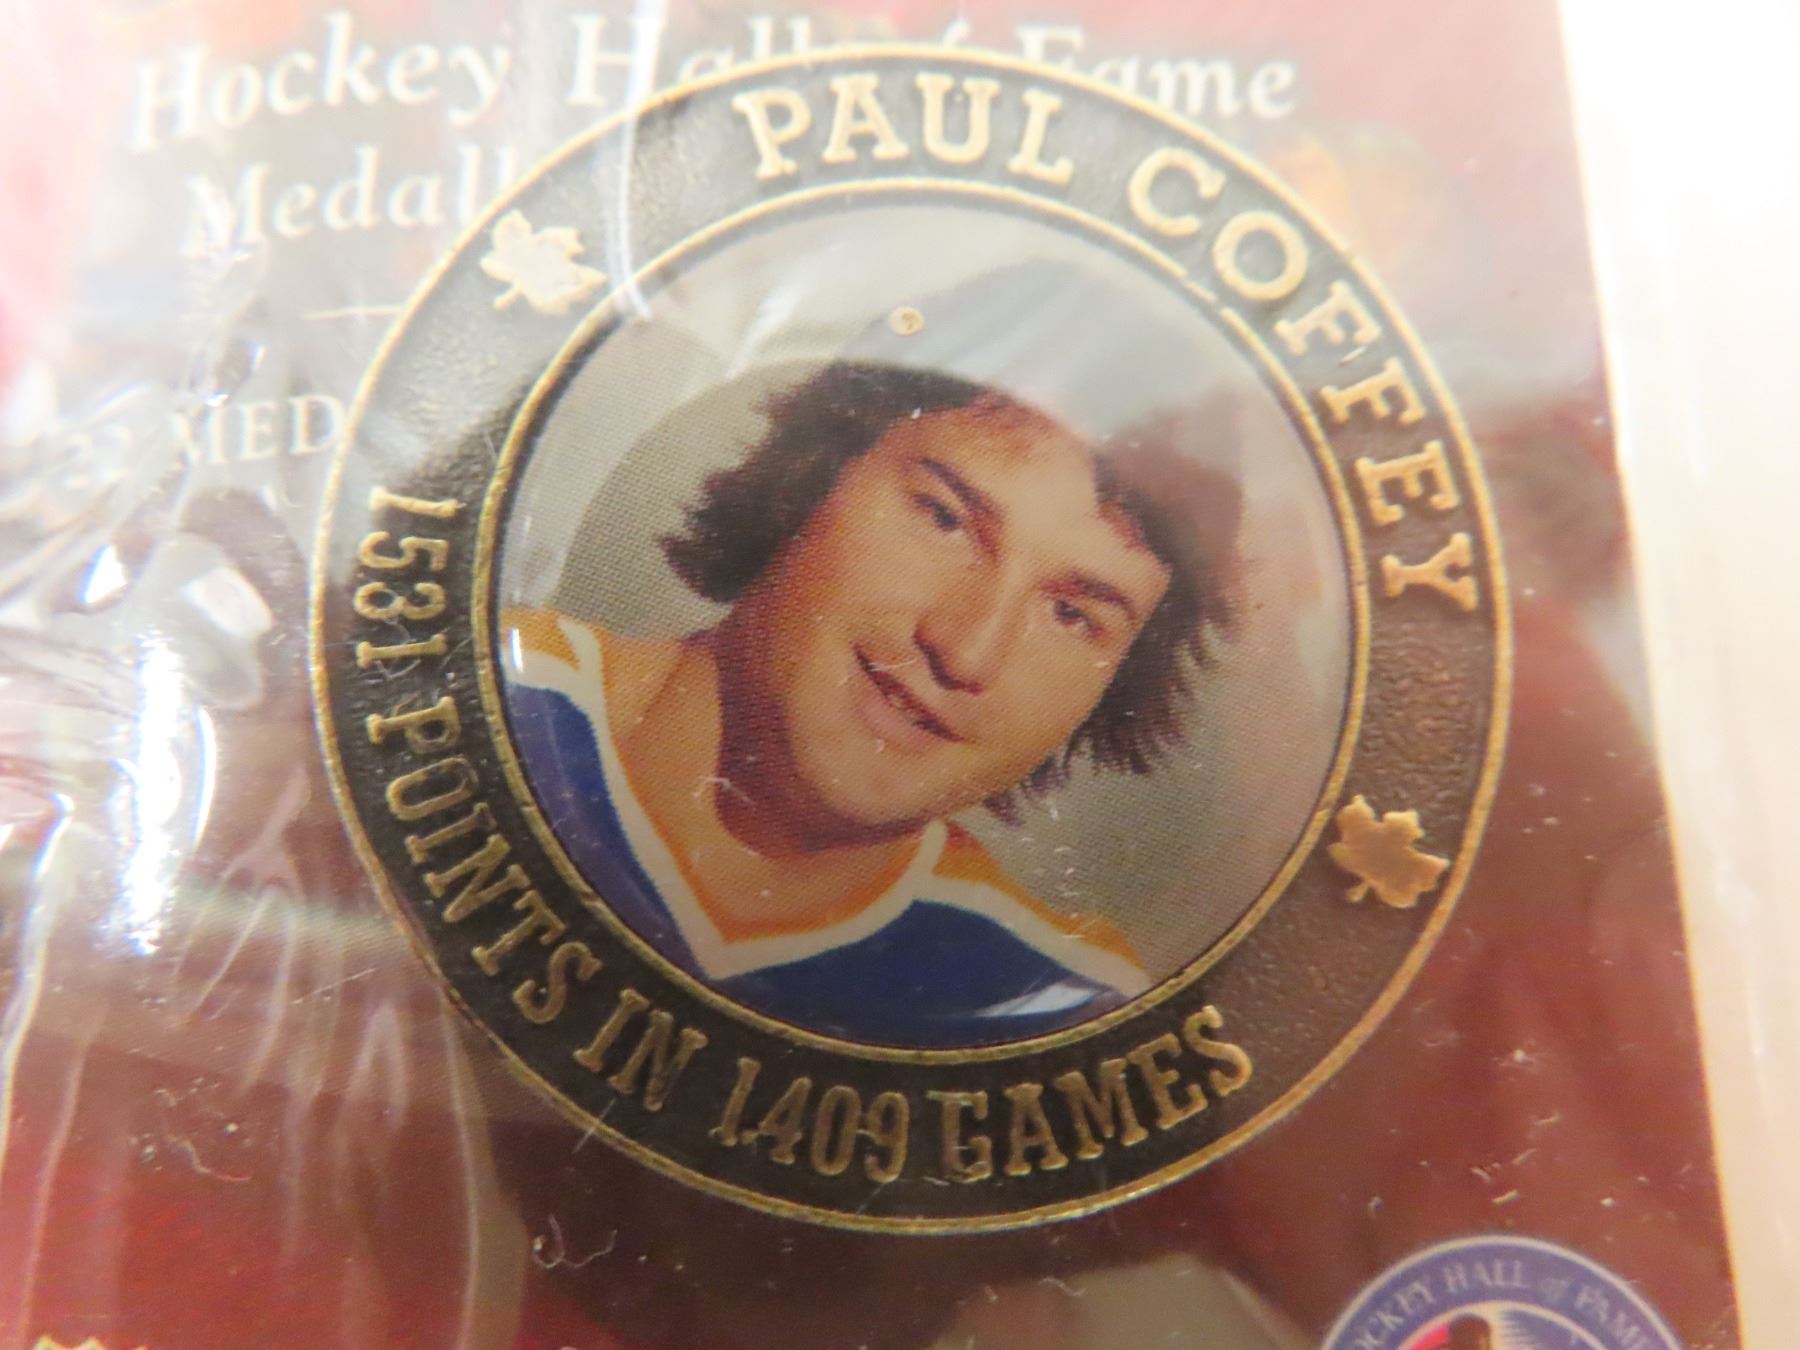 Hockey Hall of Fame
Medall
MED
PAUL COFFEY
1531 POINTS IN 1409 GAMES
HOCKEY HALL of FAME